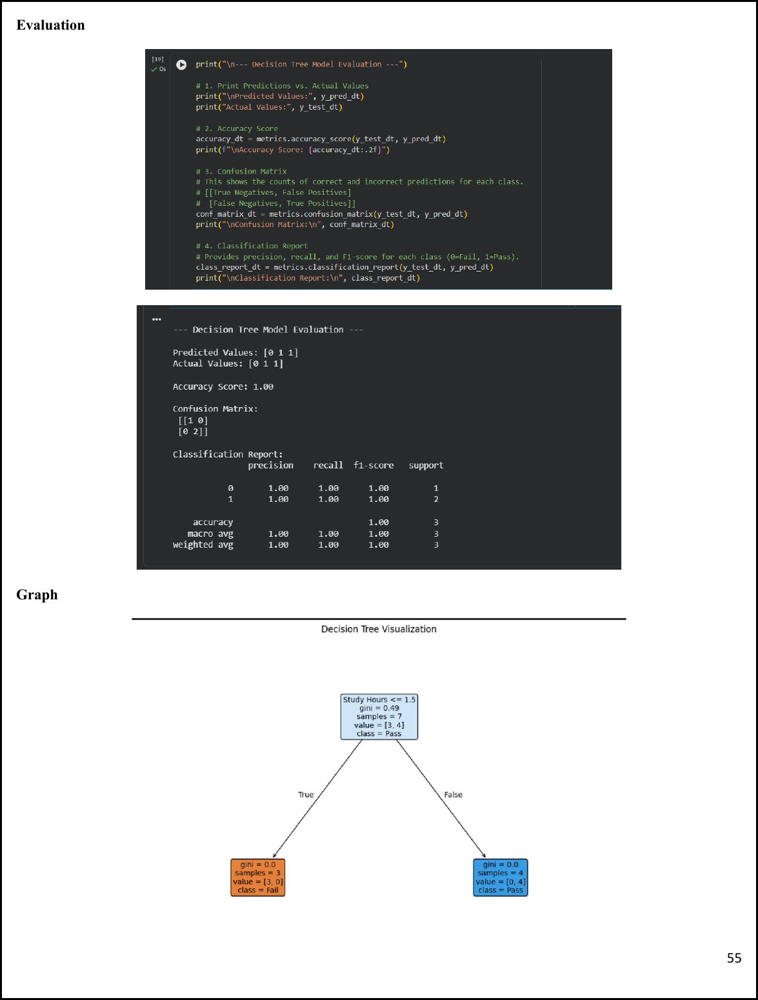 Evaluation
[19]
0s
print("\n--- Decision Tree Model Evaluation ---")
# 1. Print Predictions vs. Actual Values
print("\nPredicted Values:", y_pred_dt)
print("Actual Values:", y_test_dt)
# 2. Accuracy Score
accuracy_dt = metrics.accuracy_score(y_test_dt, y_pred_dt)
print(f"\nAccuracy Score: {accuracy_dt:.2f}")
# 3. Confusion Matrix
# This shows the counts of correct and incorrect predictions for each class.
# [[True Negatives, False Positives]
#  [False Negatives, True Positives]]
conf_matrix_dt = metrics.confusion_matrix(y_test_dt, y_pred_dt)
print("\nConfusion Matrix:\n", conf_matrix_dt)
# 4. Classification Report
# Provides precision, recall, and F1-score for each class (0=Fail, 1=Pass).
class_report_dt = metrics.classification_report(y_test_dt, y_pred_dt)
print("\nClassification Report:\n", class_report_dt)
--- Decision Tree Model Evaluation ---
Predicted Values: [0 1 1]
Actual Values: [0 1 1]
Accuracy Score: 1.00
Confusion Matrix:
[[1 0]
[0 2]]
Classification Report:
precision recall f1-score support
0 1.00 1.00 1.00 1
1 1.00 1.00 1.00 2
accuracy 1.00 3
macro avg 1.00 1.00 1.00 3
weighted avg 1.00 1.00 1.00 3
Graph
Decision Tree Visualization
Study Hours <= 1.5
gini = 0.49
samples = 7
value = [3, 4]
class = Pass
True
False
gini = 0.0
samples = 3
value = [3, 0]
class = Fail
gini = 0.0
samples = 4
value = [0, 4]
class = Pass
55